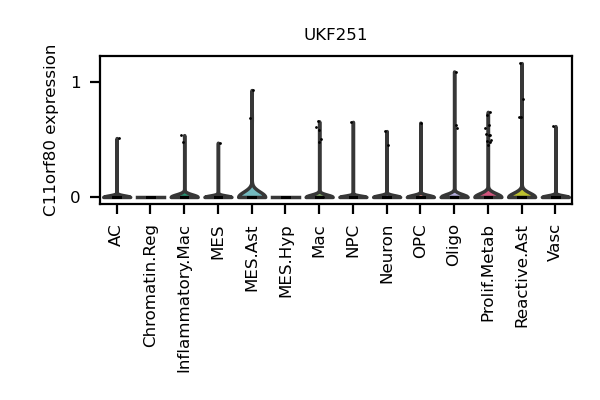 UKF251
C11orf80 expression
1
0
AC
Chromatin.Reg
Inflammatory.Mac
MES
MES.Ast
MES.Hyp
Mac
NPC
Neuron
OPC
Oligo
Prolif.Metab
Reactive.Ast
Vasc